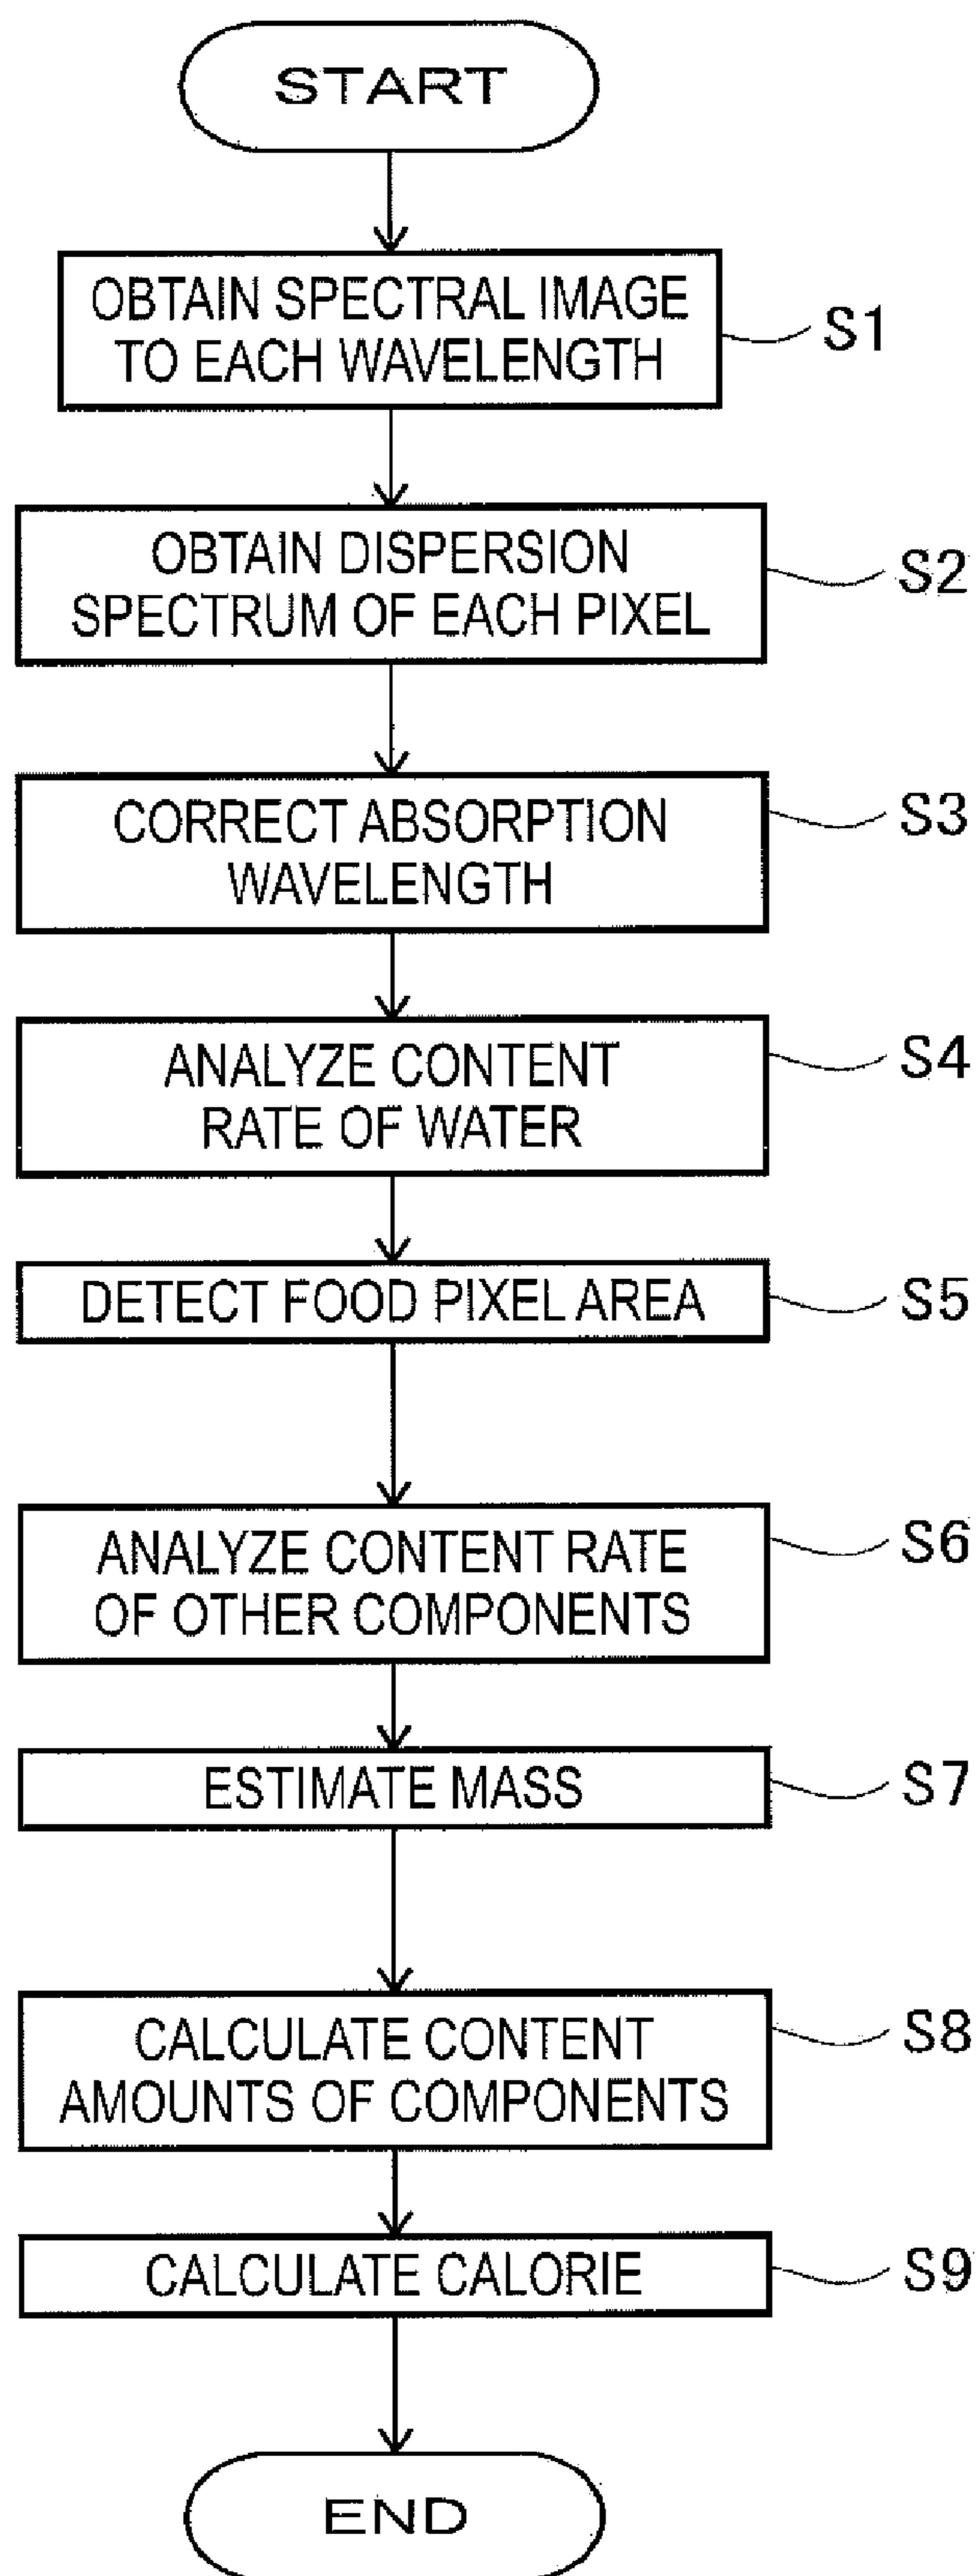 START
OBTAIN SPECTRAL IMAGE
TO EACH WAVELENGTH
S1
OBTAIN DISPERSION
SPECTRUM OF EACH PIXEL
S2
CORRECT ABSORPTION
WAVELENGTH
S3
ANALYZE CONTENT
RATE OF WATER
S4
DETECT FOOD PIXEL AREA
S5
ANALYZE CONTENT RATE
OF OTHER COMPONENTS
S6
ESTIMATE MASS
S7
CALCULATE CONTENT
AMOUNTS OF COMPONENTS
S8
CALCULATE CALORIE
S9
END